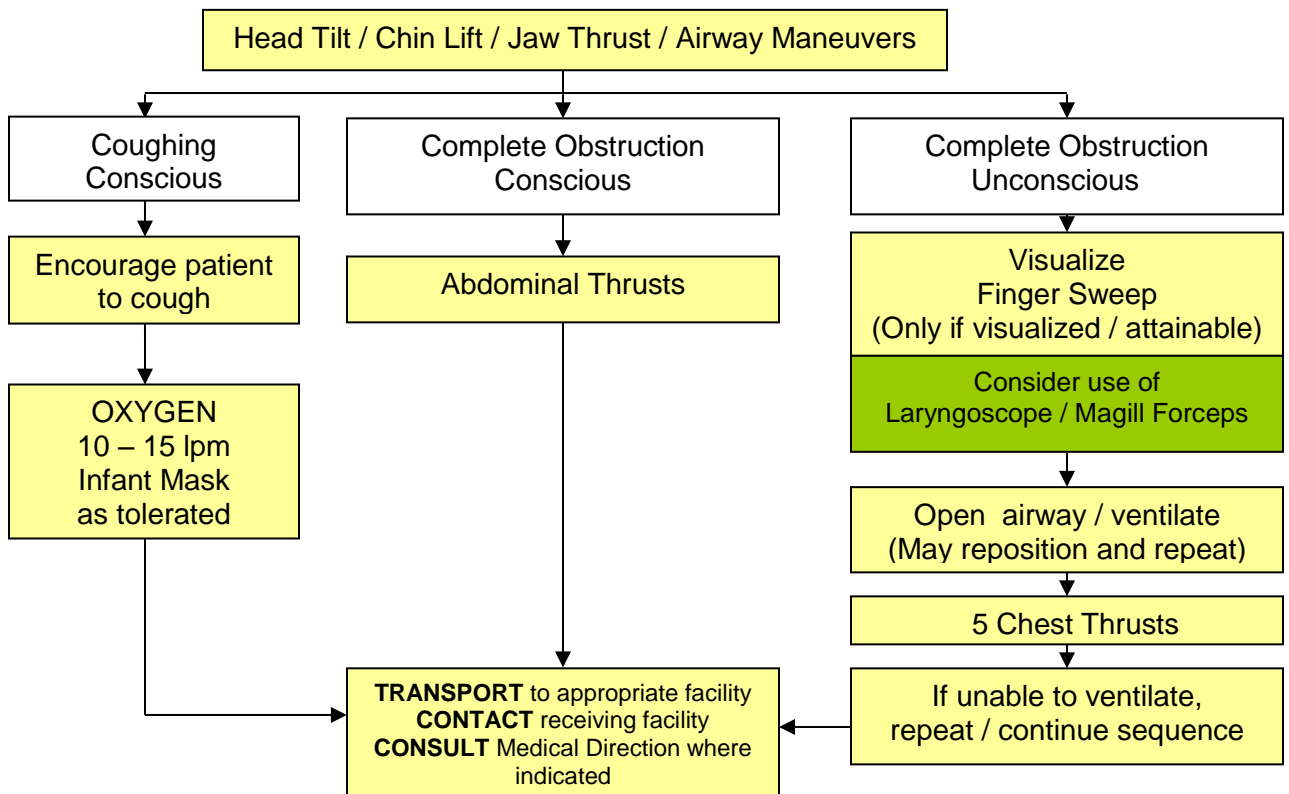 Head Tilt / Chin Lift / Jaw Thrust / Airway Maneuvers
Coughing
Conscious
Complete Obstruction
Conscious
Complete Obstruction
Unconscious
Encourage patient
to cough
Abdominal Thrusts
Visualize
Finger Sweep
(Only if visualized / attainable)
Consider use of
Laryngoscope / Magill Forceps
OXYGEN
10 – 15 lpm
Infant Mask
as tolerated
Open airway / ventilate
(May reposition and repeat)
5 Chest Thrusts
If unable to ventilate,
repeat / continue sequence
TRANSPORT to appropriate facility
CONTACT receiving facility
CONSULT Medical Direction where
indicated